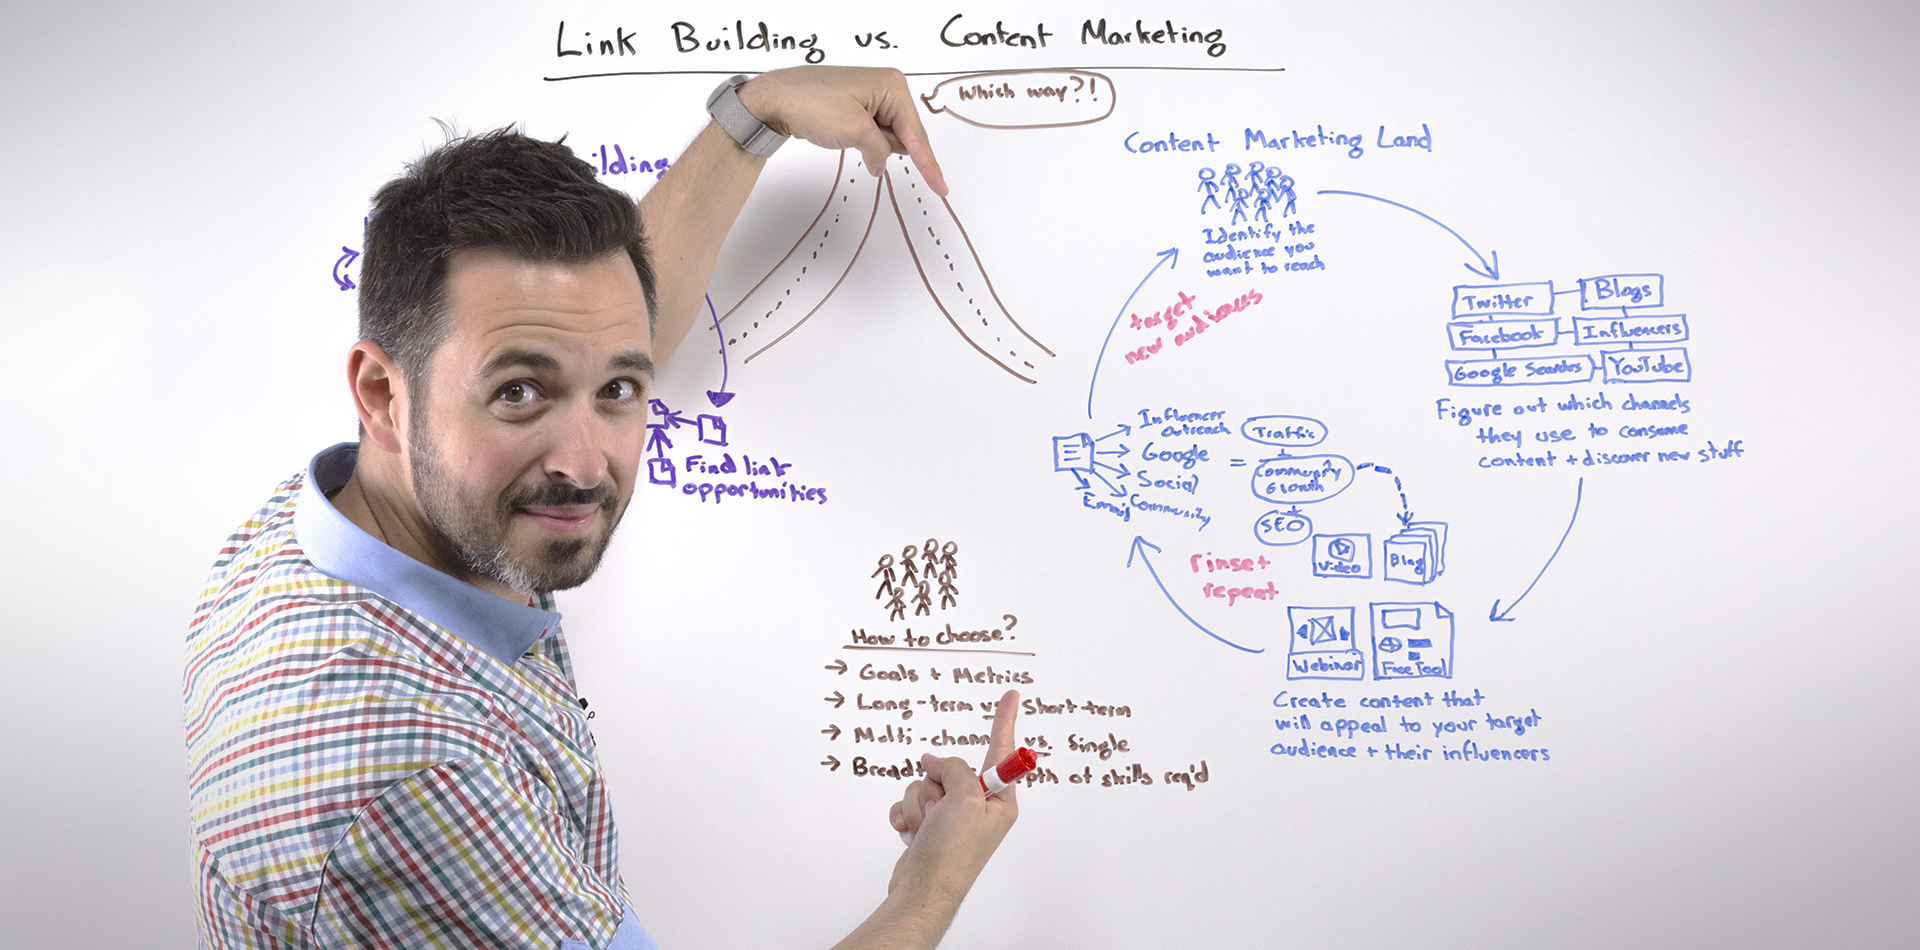 Link Building vs. Content Marketing
Which way?!
ilding
Content Marketing Land
Identify the
audience you
want to reach
target
new audiences
Twitter
Blogs
Facebook
Influencers
Google Searches
YouTube
Figure out which channels
they use to consume
content + discover new stuff
Influencer
Outreach
Google
Social
Community
Email
=
Traffic
+
Community
Growth
+
SEO
Find link
opportunities
Video
Blog
rinse +
repeat
Webinar
Free Tool
Create content that
will appeal to your target
audience + their influencers
How to choose?
→ Goals + Metrics
→ Long-term vs. Short-term
→ Multi-chann vs. Single
→ Breadt pth of skills req'd